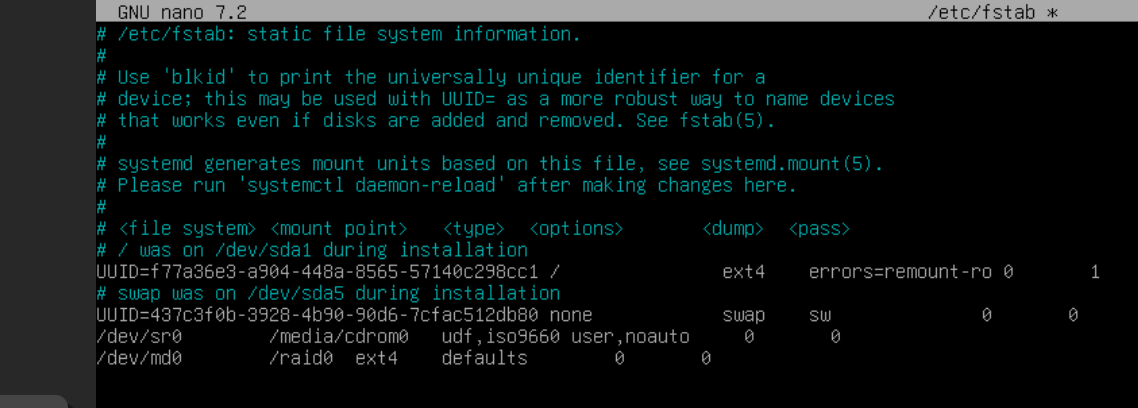 GNU nano 7.2 /etc/fstab *
# /etc/fstab: static file system information.
#
# Use 'blkid' to print the universally unique identifier for a
# device; this may be used with UUID= as a more robust way to name devices
# that works even if disks are added and removed. See fstab(5).
#
# systemd generates mount units based on this file, see systemd.mount(5).
# Please run 'systemctl daemon-reload' after making changes here.
#
# <file system> <mount point> <type> <options> <dump> <pass>
# / was on /dev/sda1 during installation
UUID=f77a36e3-a904-448a-8565-57140c298cc1 / ext4 errors=remount-ro 0 1
# swap was on /dev/sda5 during installation
UUID=437c3f0b-3928-4b90-90d6-7cfac512db80 none swap sw 0 0
/dev/sr0 /media/cdrom0 udf,iso9660 user,noauto 0 0
/dev/md0 /raid0 ext4 defaults 0 0